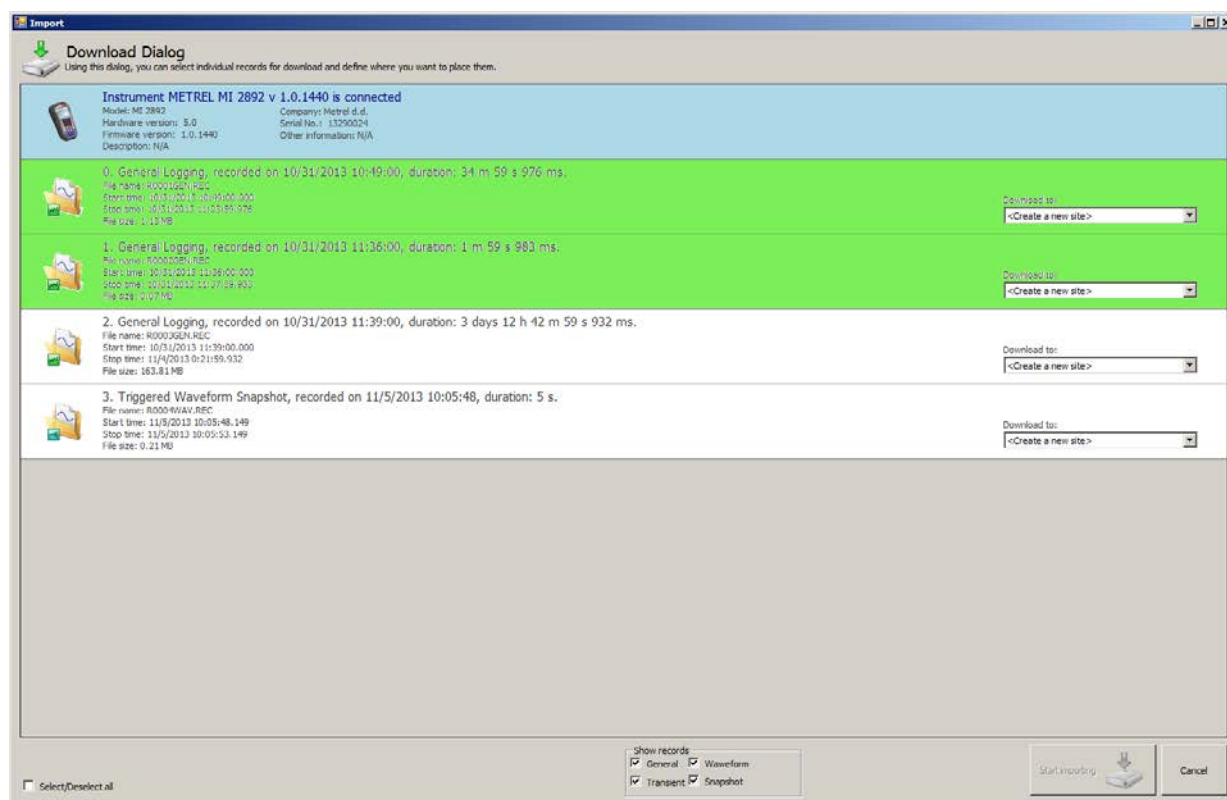 Import
Download Dialog
Using this dialog, you can select individual records for download and define where you want to place them.
Instrument METREL MI 2892 v 1.0.1440 is connected
Model: MI 2892 Company: Metrel d.d.
Hardware version: 5.0 Serial No.: 13290024
Firmware version: 1.0.1440 Other information: N/A
Description: N/A
0. General Logging, recorded on 10/31/2013 10:49:00, duration: 34 m 59 s 976 ms.
File name: R0001GEN.REC
Start time: 10/31/2013 10:49:00.000
Stop time: 10/31/2013 11:23:59.976
File size: 1.13 MB
Download to:
<Create a new site>
1. General Logging, recorded on 10/31/2013 11:36:00, duration: 1 m 59 s 983 ms.
File name: R0002GEN.REC
Start time: 10/31/2013 11:36:00.000
Stop time: 10/31/2013 11:37:59.983
File size: 0.07 MB
Download to:
<Create a new site>
2. General Logging, recorded on 10/31/2013 11:39:00, duration: 3 days 12 h 42 m 59 s 932 ms.
File name: R0003GEN.REC
Start time: 10/31/2013 11:39:00.000
Stop time: 11/4/2013 0:21:59.932
File size: 163.81 MB
Download to:
<Create a new site>
3. Triggered Waveform Snapshot, recorded on 11/5/2013 10:05:48, duration: 5 s.
File name: R0004WAV.REC
Start time: 11/5/2013 10:05:48.149
Stop time: 11/5/2013 10:05:53.149
File size: 0.21 MB
Download to:
<Create a new site>
Show records
General Waweform
Transient Snapshot
Select/Deselect all
Start importing
Cancel